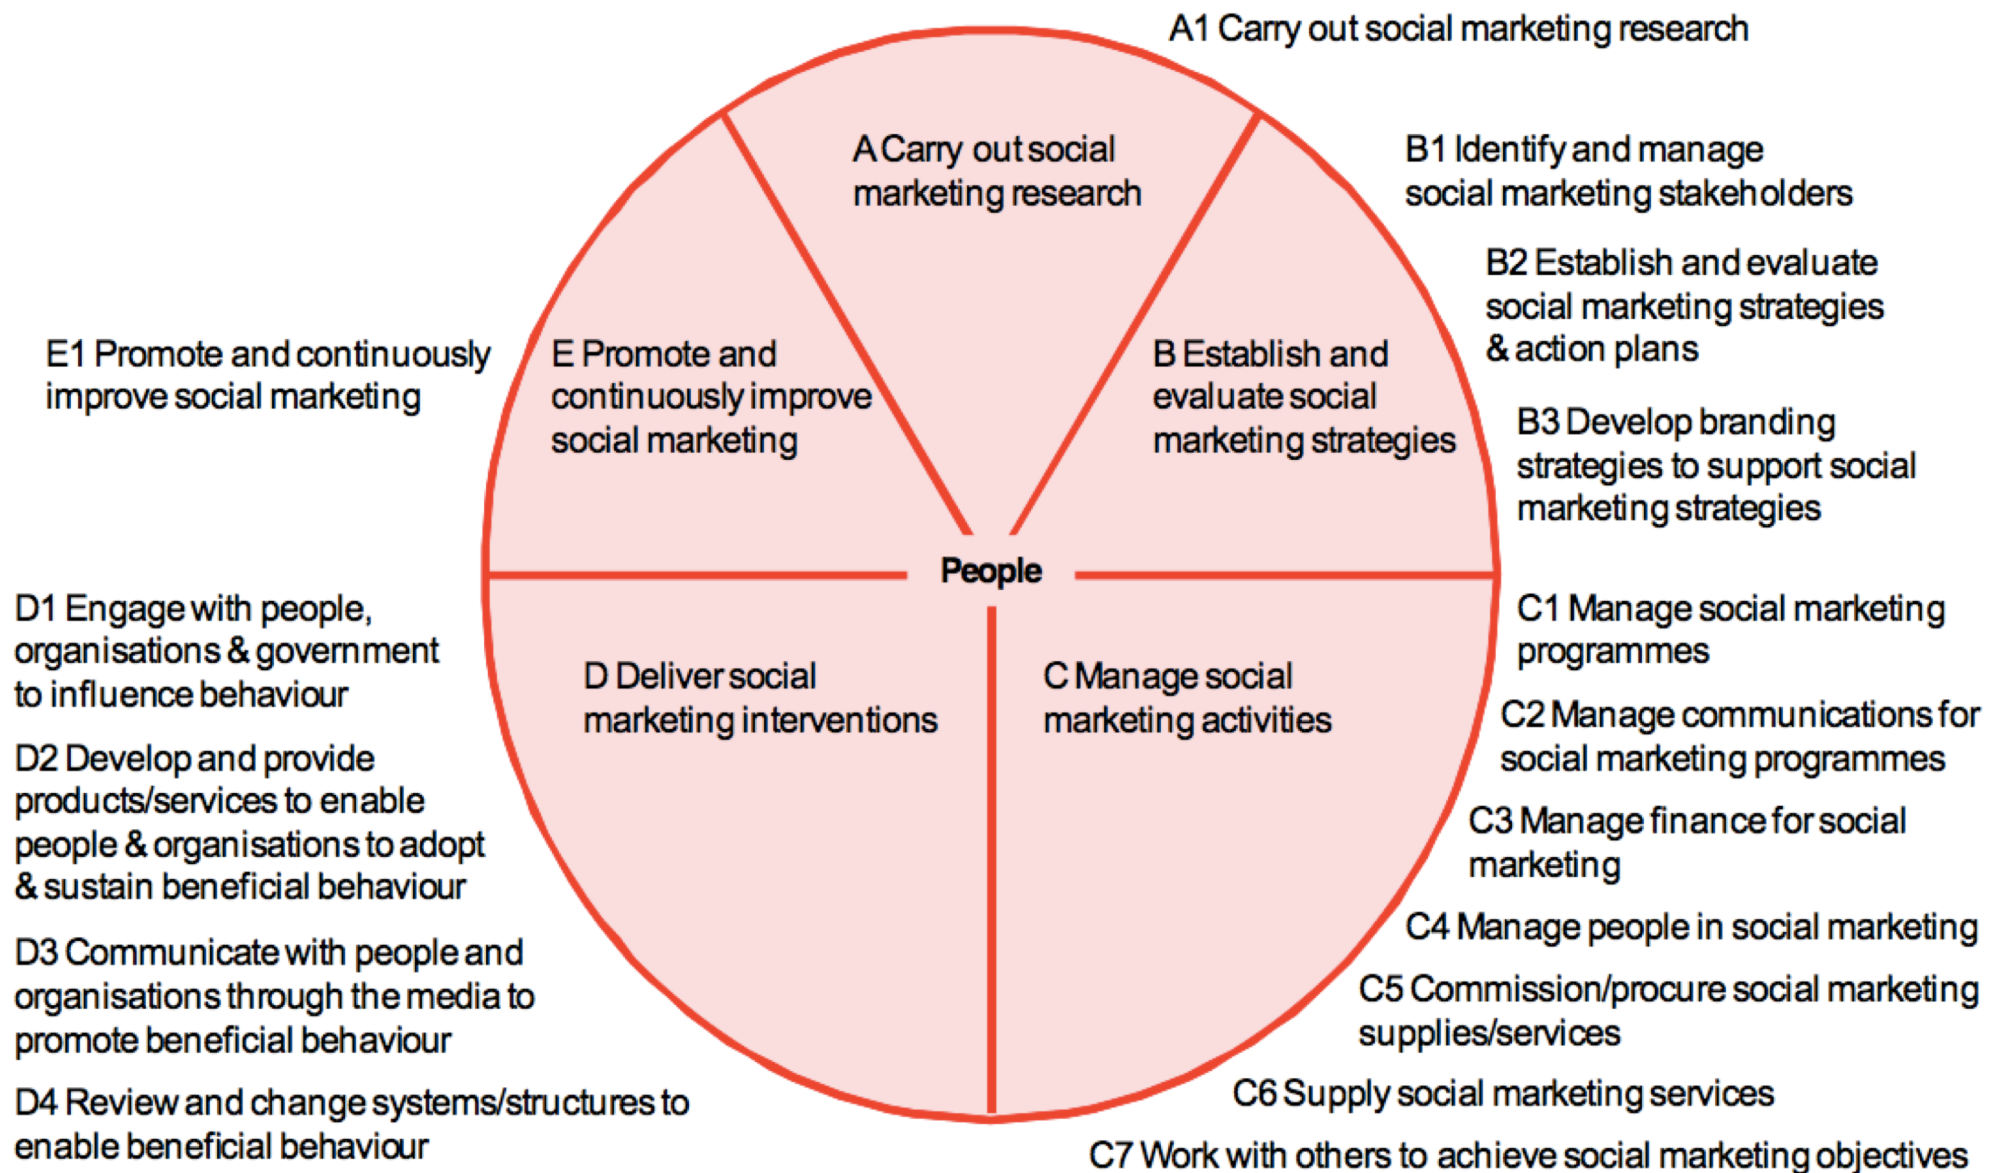 A1 Carry out social marketing research
A Carry out social
marketing research
B1 Identify and manage
social marketing stakeholders
B2 Establish and evaluate
social marketing strategies
& action plans
E1 Promote and continuously
improve social marketing
E Promote and
continuously improve
social marketing
B Establish and
evaluate social
marketing strategies
B3 Develop branding
strategies to support social
marketing strategies
People
D1 Engage with people,
organisations & government
to influence behaviour
D Deliver social
marketing interventions
C Manage social
marketing activities
C1 Manage social marketing
programmes
C2 Manage communications for
social marketing programmes
D2 Develop and provide
products/services to enable
people & organisations to adopt
& sustain beneficial behaviour
C3 Manage finance for social
marketing
C4 Manage people in social marketing
D3 Communicate with people and
organisations through the media to
promote beneficial behaviour
C5 Commission/procure social marketing
supplies/services
D4 Review and change systems/structures to
enable beneficial behaviour
C6 Supply social marketing services
C7 Work with others to achieve social marketing objectives